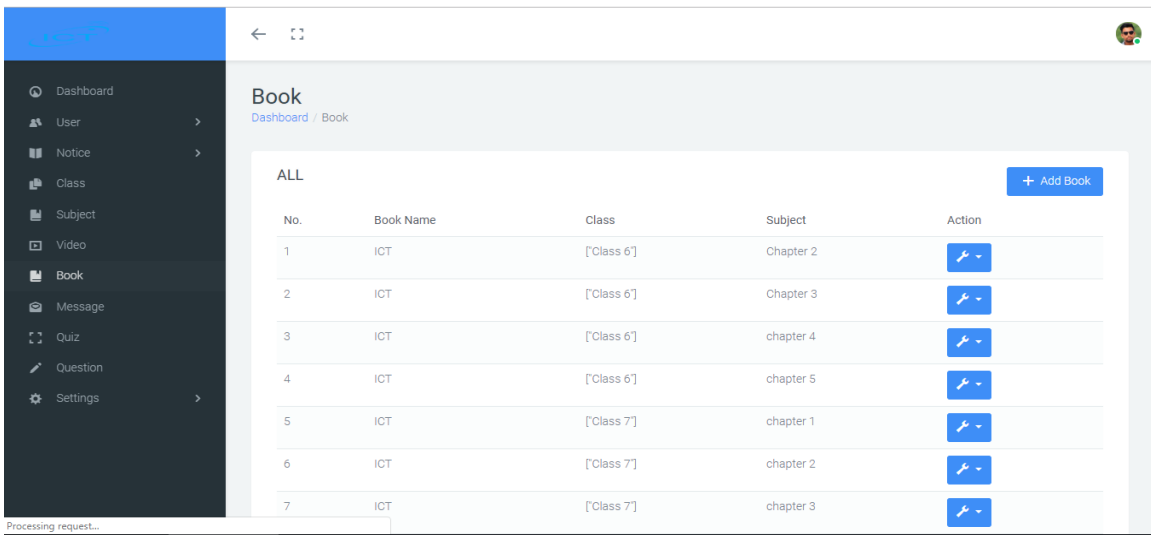 Dashboard
User
Notice
Class
Subject
Video
Book
Message
Quiz
Question
Settings
Book
Dashboard / Book
ALL
+ Add Book
No. Book Name Class Subject Action
1 ICT ["Class 6"] Chapter 2
2 ICT ["Class 6"] Chapter 3
3 ICT ["Class 6"] chapter 4
4 ICT ["Class 6"] chapter 5
5 ICT ["Class 7"] chapter 1
6 ICT ["Class 7"] chapter 2
7 ICT ["Class 7"] chapter 3
Processing request...